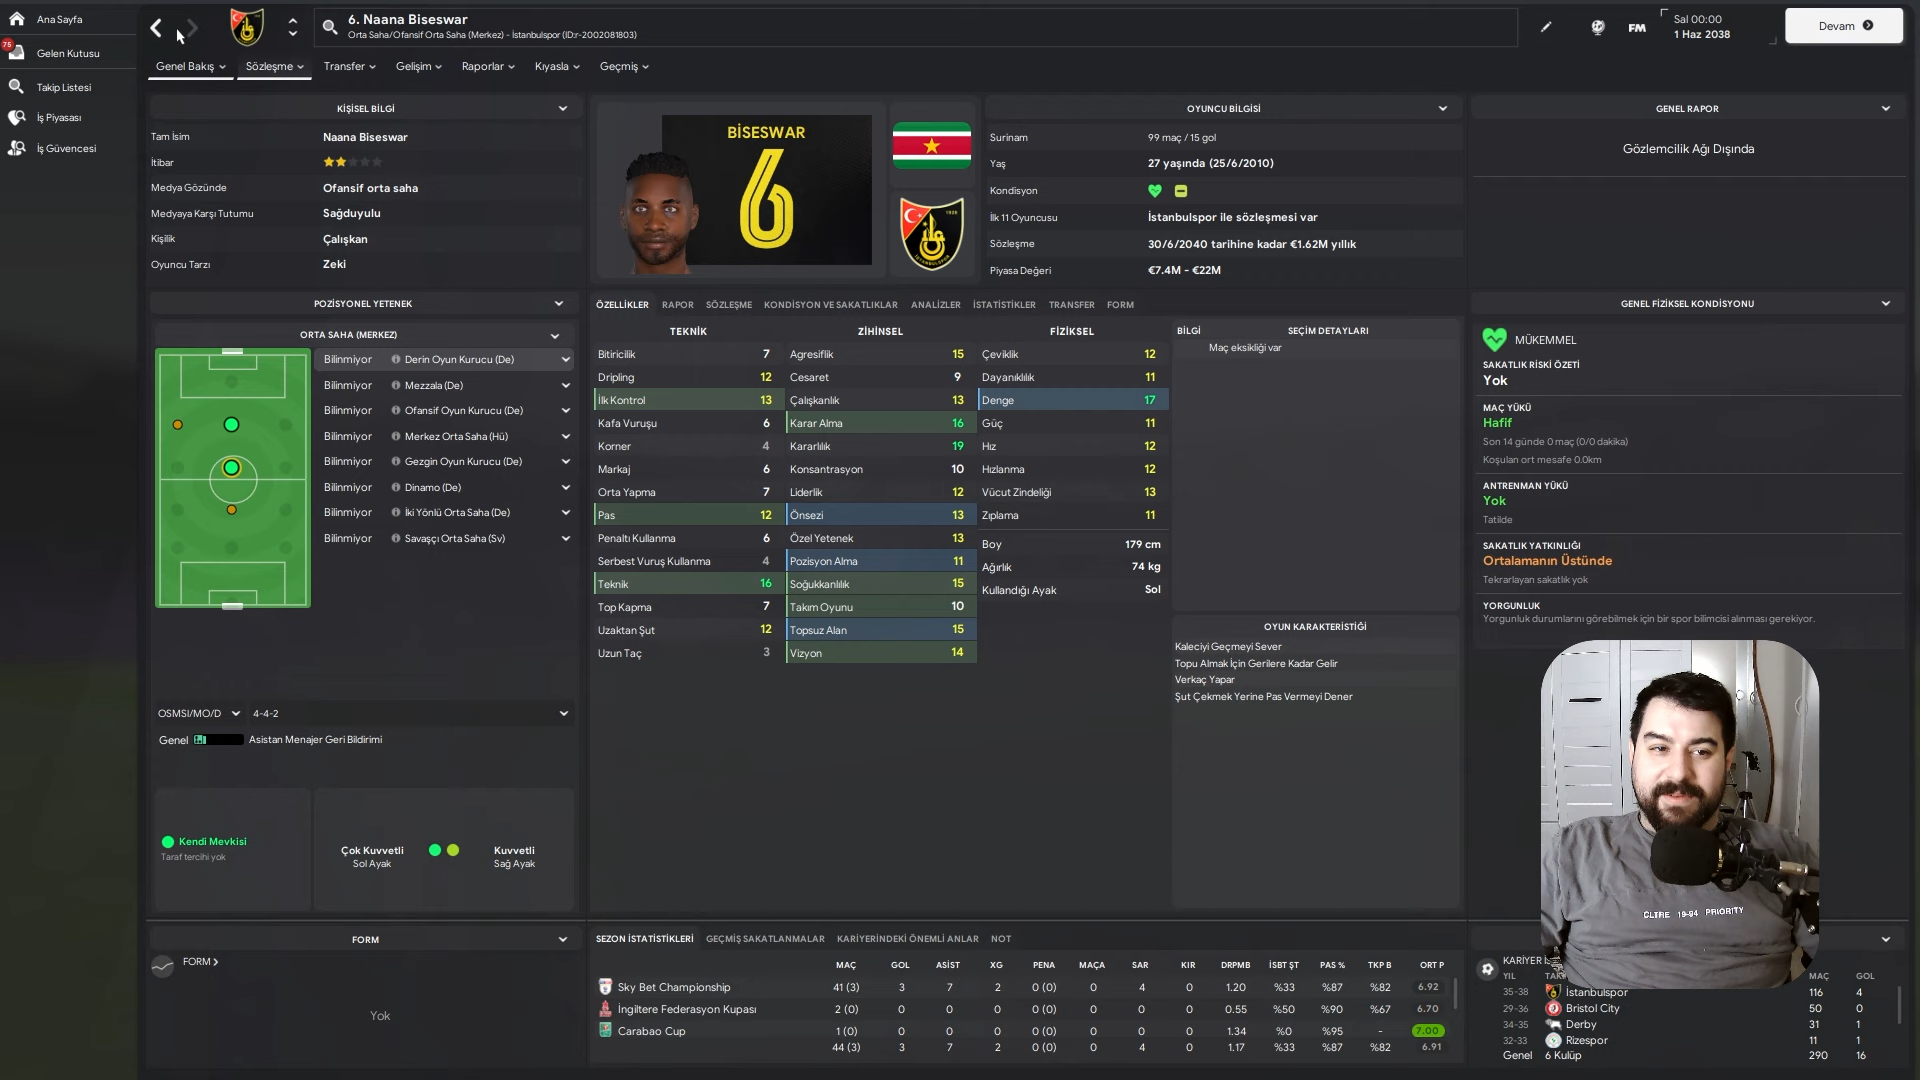 Ana Sayfa
75
Gelen Kutusu
Takip Listesi
İş Piyasası
İş Güvencesi
6. Naana Biseswar
Orta Saha/Ofansif Orta Saha (Merkez) - İstanbulspor (ID:r-2002081803)
FM
Sal 00:00
1 Haz 2038
Devam
Genel Bakış
Sözleşme
Transfer
Gelişim
Raporlar
Kıyasla
Geçmiş
KİŞİSEL BİLGİ
Tam İsim Naana Biseswar
İtibar
Medya Gözünde Ofansif orta saha
Medyaya Karşı Tutumu Sağduyulu
Kişilik Çalışkan
Oyuncu Tarzı Zeki
BİSESWAR
6
OYUNCU BİLGİSİ
Surinam 99 maç / 15 gol
Yaş 27 yaşında (25/6/2010)
Kondisyon
İlk 11 Oyuncusu İstanbulspor ile sözleşmesi var
Sözleşme 30/6/2040 tarihine kadar €1.62M yıllık
Piyasa Değeri €7.4M - €22M
GENEL RAPOR
Gözlemcilik Ağı Dışında
POZİSYONEL YETENEK
ORTA SAHA (MERKEZ)
Bilinmiyor Derin Oyun Kurucu (De)
Bilinmiyor Mezzala (De)
Bilinmiyor Ofansif Oyun Kurucu (De)
Bilinmiyor Merkez Orta Saha (Hü)
Bilinmiyor Gezgin Oyun Kurucu (De)
Bilinmiyor Dinamo (De)
Bilinmiyor İki Yönlü Orta Saha (De)
Bilinmiyor Savaşçı Orta Saha (Sv)
OSMSI/MO/D 4-4-2
Genel Asistan Menajer Geri Bildirimi
Kendi Mevkisi
Taraf tercihi yok
Çok Kuvvetli
Sol Ayak
Kuvvetli
Sağ Ayak
ÖZELLİKLER RAPOR SÖZLEŞME KONDİSYON VE SAKATLIKLAR ANALİZLER İSTATİSTİKLER TRANSFER FORM
TEKNİK
Bitiricilik 7
Dripling 12
İlk Kontrol 13
Kafa Vuruşu 6
Korner 4
Markaj 6
Orta Yapma 7
Pas 12
Penaltı Kullanma 6
Serbest Vuruş Kullanma 4
Teknik 16
Top Kapma 7
Uzaktan Şut 12
Uzun Taç 3
ZİHİNSEL
Agresiflik 15
Cesaret 9
Çalışkanlık 13
Karar Alma 16
Kararlılık 19
Konsantrasyon 10
Liderlik 12
Önsezi 13
Özel Yetenek 13
Pozisyon Alma 11
Soğukkanlılık 15
Takım Oyunu 10
Topsuz Alan 15
Vizyon 14
FİZİKSEL
Çeviklik 12
Dayanıklılık 11
Denge 17
Güç 11
Hız 12
Hızlanma 12
Vücut Zindeliği 13
Zıplama 11
Boy 179 cm
Ağırlık 74 kg
Kullandığı Ayak Sol
BİLGİ SEÇİM DETAYLARI
Maç eksikliği var
OYUN KARAKTERİSTİĞİ
Kaleciyi Geçmeyi Sever
Topu Almak İçin Gerilere Kadar Gelir
Verkaç Yapar
Şut Çekmek Yerine Pas Vermeyi Dener
GENEL FİZİKSEL KONDİSYONU
MÜKEMMEL
SAKATLIK RİSKİ ÖZETİ
Yok
MAÇ YÜKÜ
Hafif
Son 14 günde 0 maç (0/0 dakika)
Koşulan ort mesafe 0.0km
ANTRENMAN YÜKÜ
Yok
Tatilde
SAKATLIK YATKINLIĞI
Ortalamanın Üstünde
Tekrarlayan sakatlık yok
YORGUNLUK
Yorgunluk durumlarını görebilmek için bir spor bilimcisi alınması gerekiyor.
CLTRE 19-94 PRIORITY
FORM
FORM
Yok
SEZON İSTATİSTİKLERİ GEÇMİŞ SAKATLANMALAR KARİYERİNDEKİ ÖNEMLİ ANLAR NOT
MAÇ GOL ASİST XG PENA MAÇA SAR KIR DRPMB İSBT ŞT PAS % TKP B ORT P
Sky Bet Championship 41 (3) 3 7 2 0 (0) 0 4 0 1.20 %33 %87 %82 6.92
İngiltere Federasyon Kupası 2 (0) 0 0 0 0 (0) 0 0 0 0.55 %50 %90 %67 6.70
Carabao Cup 1 (0) 0 0 0 0 (0) 0 0 0 1.34 %0 %95 - 7.00
44 (3) 3 7 2 0 (0) 0 4 0 1.17 %33 %87 %82 6.91
KARİYER
YIL MAÇ GOL
35-38 İstanbulspor 116 4
29-36 Bristol City 50 0
34-35 Derby 31 1
32-33 Rizespor 11 1
Genel 6 Kulüp 290 16